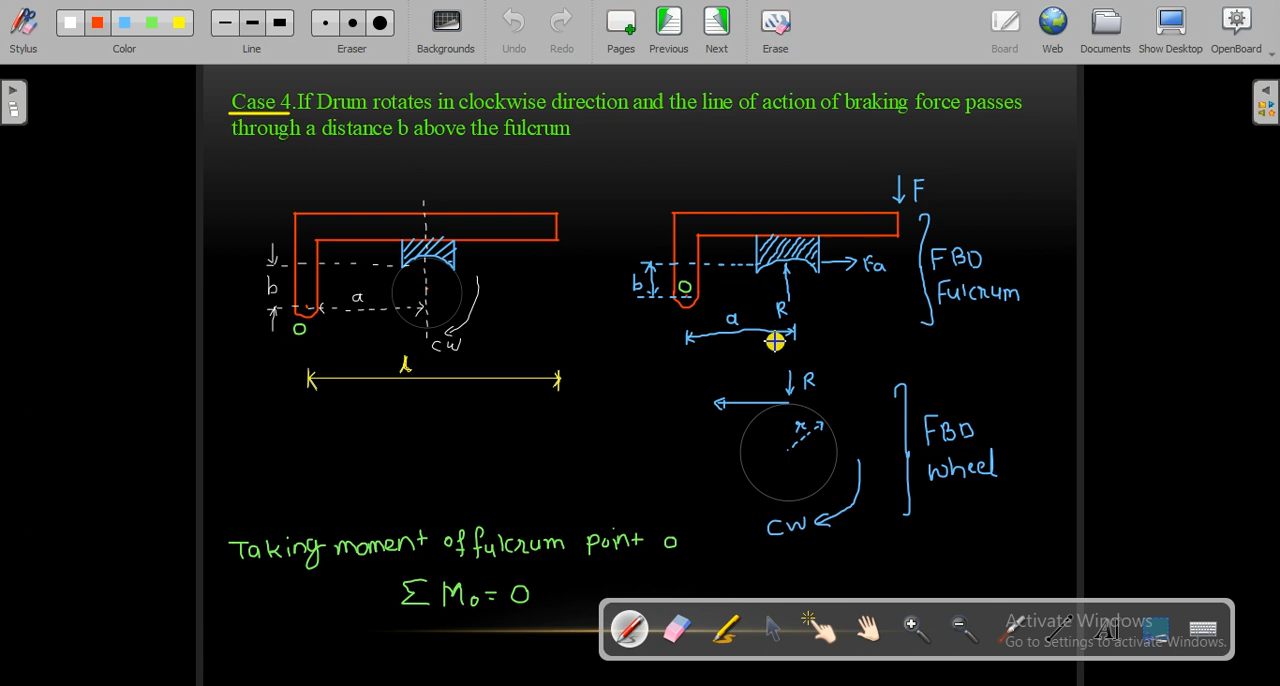 Stylus
Color
Line
Eraser
Backgrounds
Undo
Redo
Pages
Previous
Next
Erase
Board
Web
Documents
Show Desktop
OpenBoard
Case 4.If Drum rotates in clockwise direction and the line of action of braking force passes
through a distance b above the fulcrum
b
a
O
CW
l
F
Fa
b
O
R
a
FBD
Fulcrum
R
r
CW
FBD
wheel
Taking moment of fulcrum point o
Σ Mo = 0
Activate Windows
Go to Settings to activate Windows.